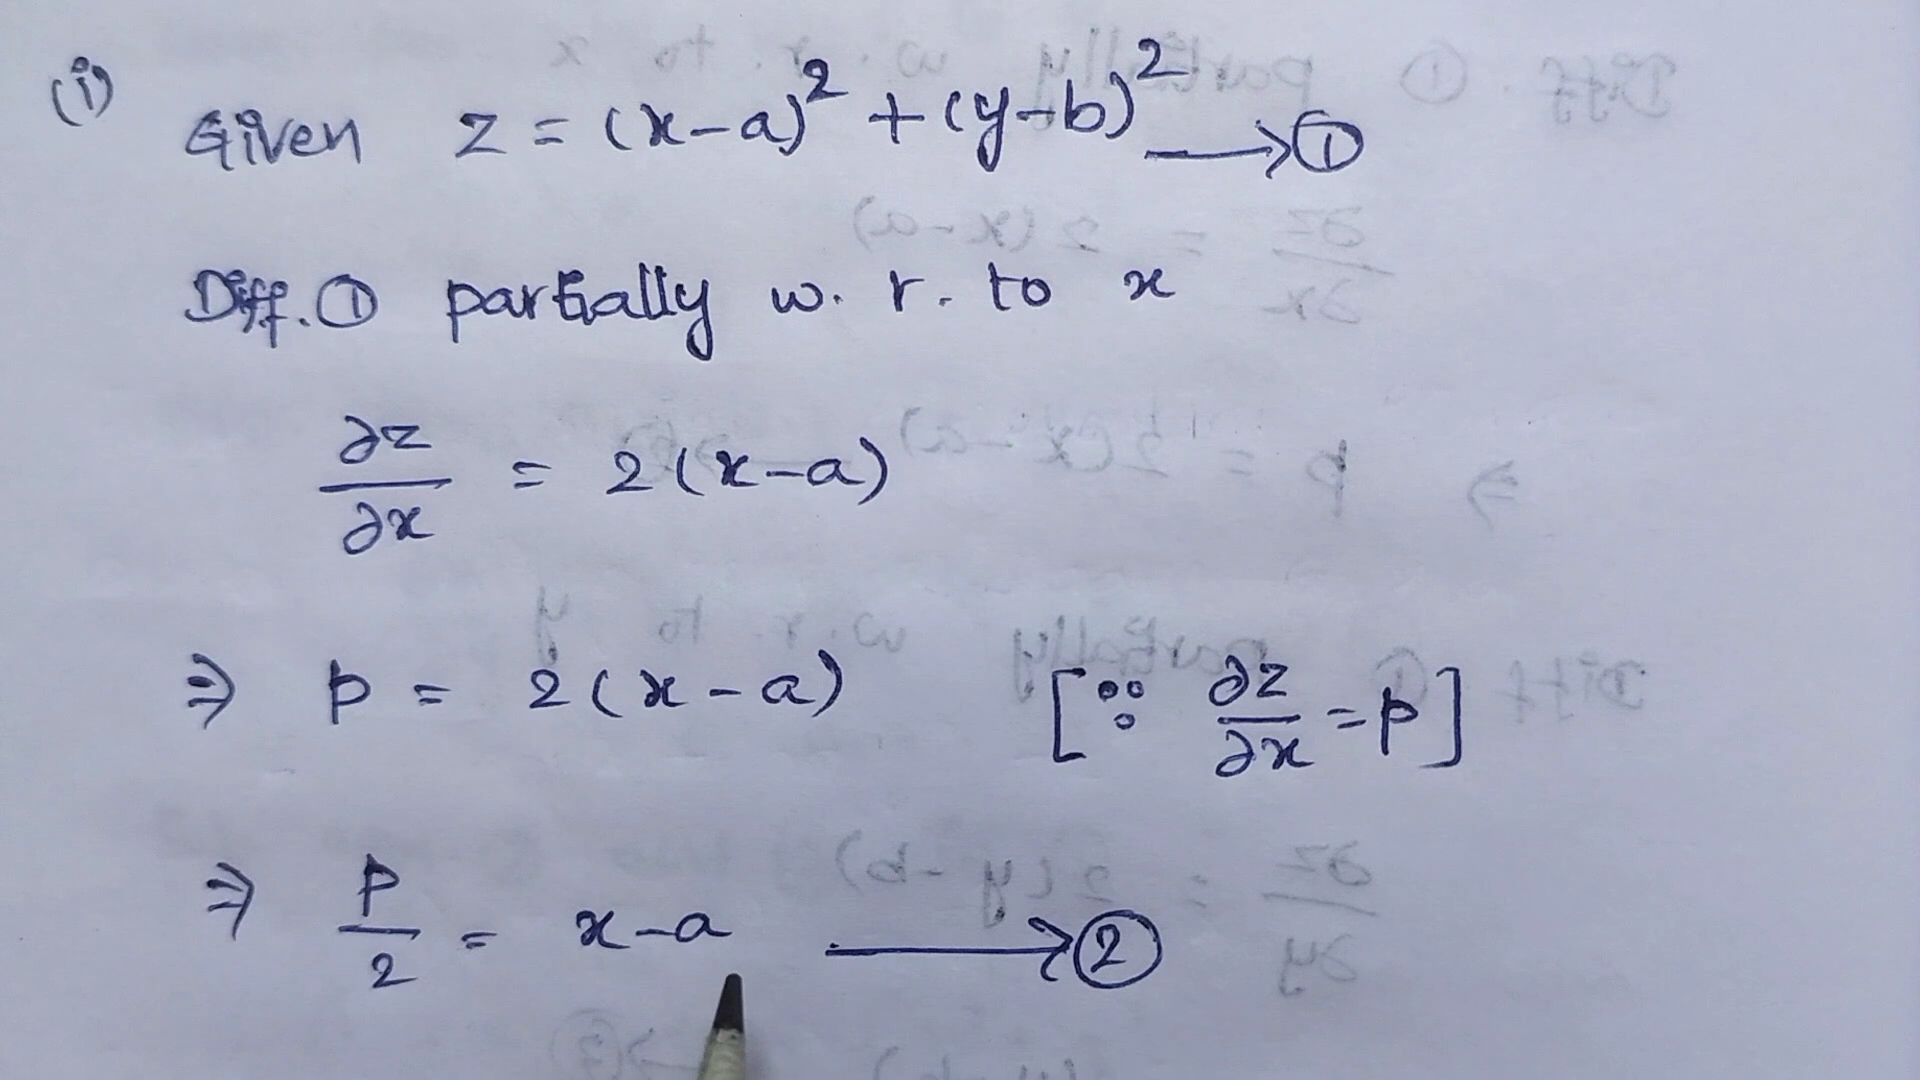 (i)
Given z = (x-a)² + (y-b)² → ①
Diff. ① partially w. r. to x
∂z/∂x = 2(x-a)
⇒ p = 2(x-a) [∵ ∂z/∂x = p]
⇒ p/2 = x-a → ②